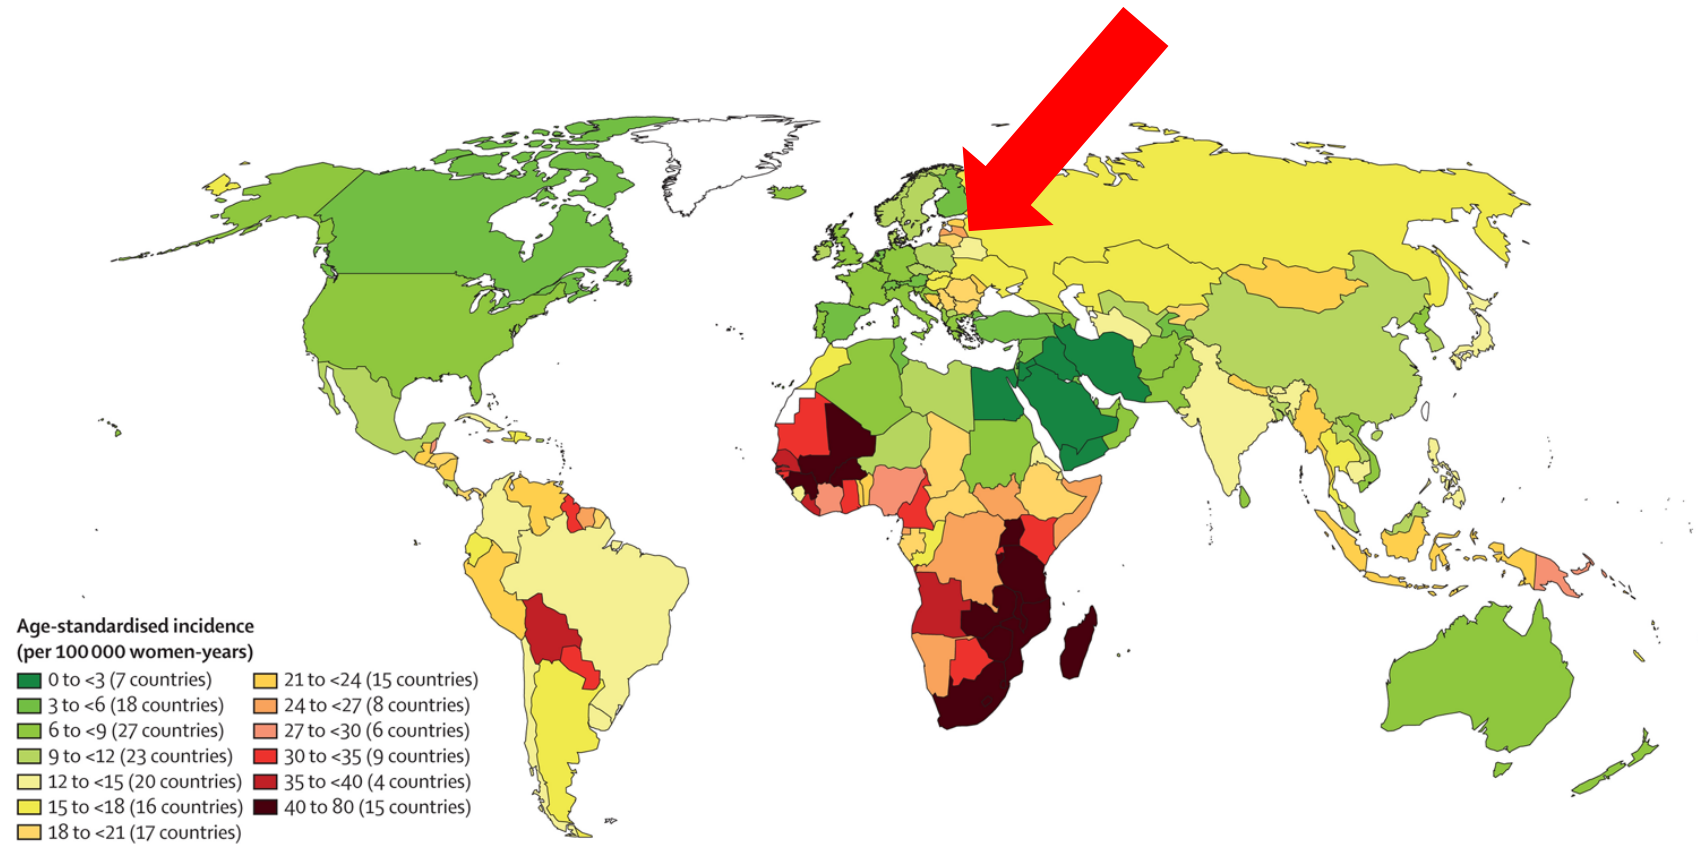 Age-standardised incidence
(per 100 000 women-years)
0 to <3 (7 countries)
3 to <6 (18 countries)
6 to <9 (27 countries)
9 to <12 (23 countries)
12 to <15 (20 countries)
15 to <18 (16 countries)
18 to <21 (17 countries)
21 to <24 (15 countries)
24 to <27 (8 countries)
27 to <30 (6 countries)
30 to <35 (9 countries)
35 to <40 (4 countries)
40 to 80 (15 countries)